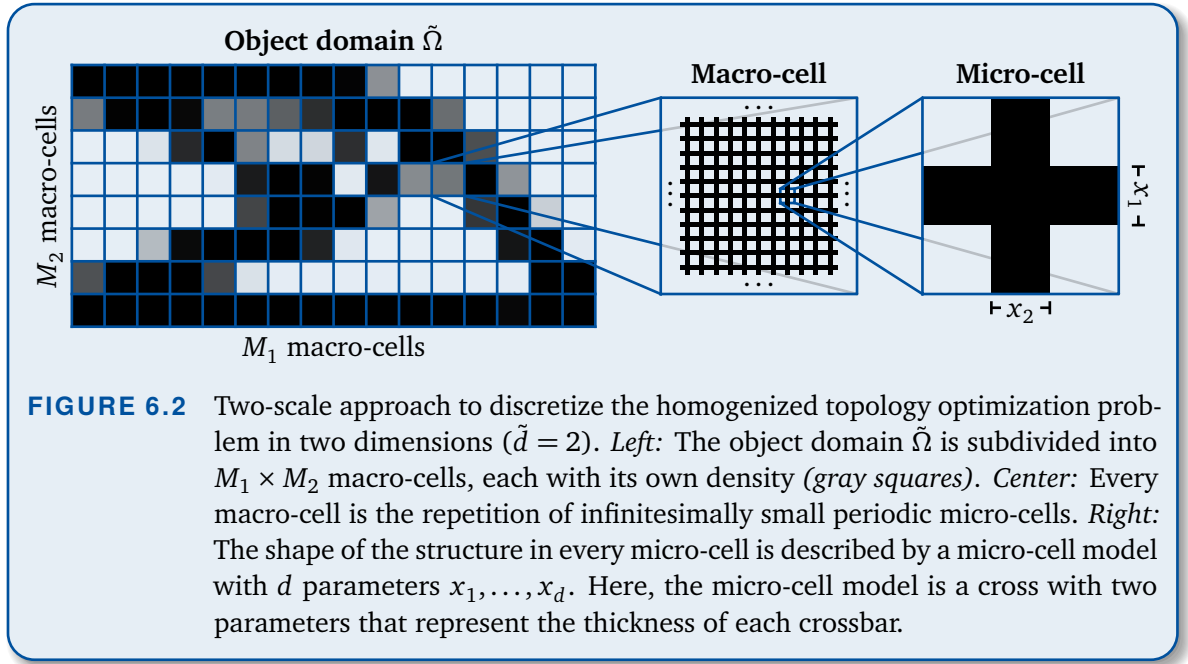 Object domain Ω̃
Macro-cell
Micro-cell
M₂ macro-cells
M₁ macro-cells
···
···
···
···
x₁
x₂
FIGURE 6.2 Two-scale approach to discretize the homogenized topology optimization prob-
lem in two dimensions (d̃ = 2). Left: The object domain Ω̃ is subdivided into
M₁ × M₂ macro-cells, each with its own density (gray squares). Center: Every
macro-cell is the repetition of infinitesimally small periodic micro-cells. Right:
The shape of the structure in every micro-cell is described by a micro-cell model
with d parameters x₁,...,x_d. Here, the micro-cell model is a cross with two
parameters that represent the thickness of each crossbar.